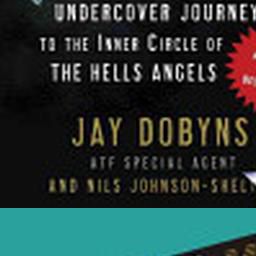 UNDERCOVER JOURNEY
TO THE INNER CIRCLE OF
THE HELLS ANGELS
JAY DOBYNS
ATF SPECIAL AGENT
AND NILS JOHNSON-SHEL